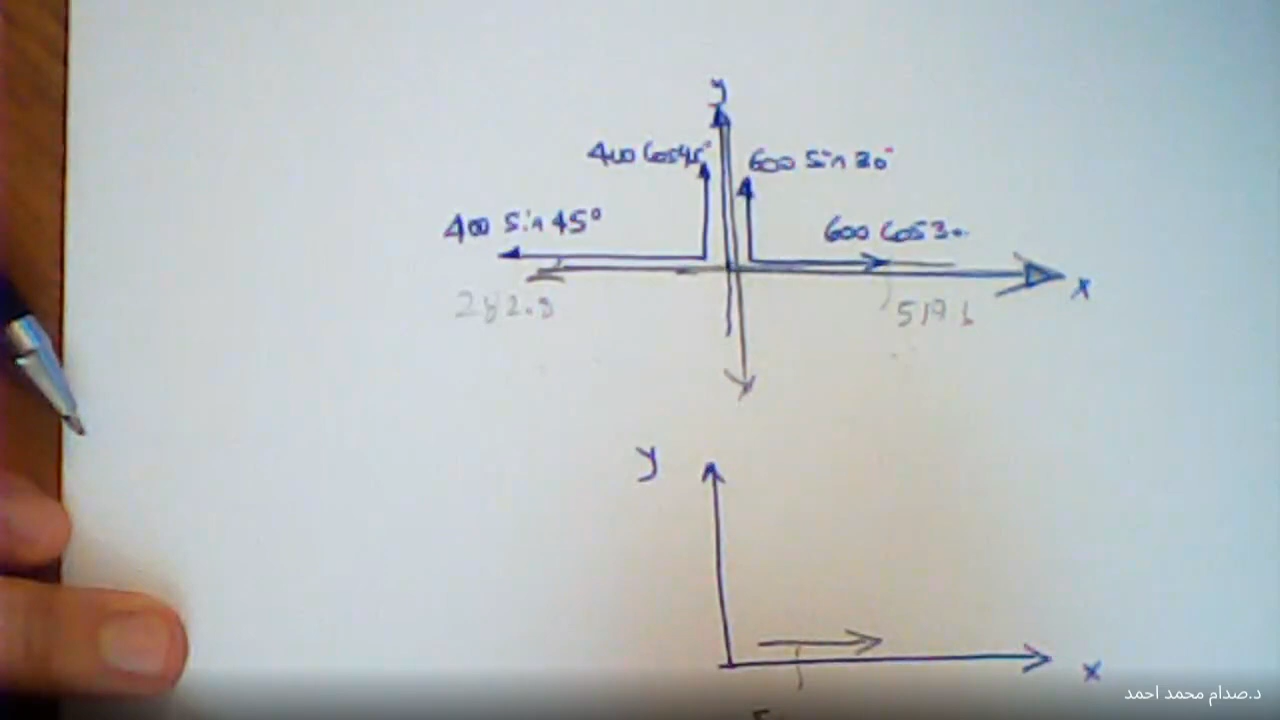 y
400 Cos45° 600 Sin 30°
400 Sin 45° 600 Cos 30
282.8 519.6
x
y
x
د.صدام محمد احمد